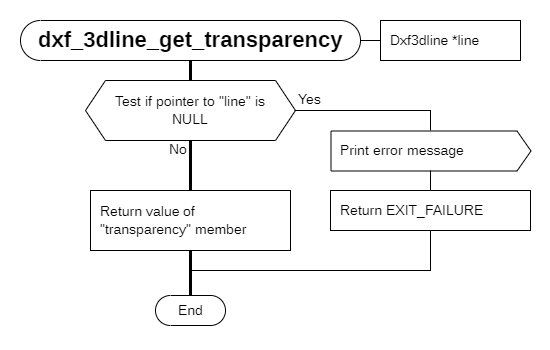 dxf_3dline_get_transparency
Dxf3dline *line
Test if pointer to "line" is
NULL
Yes
No
Print error message
Return value of
"transparency" member
Return EXIT_FAILURE
End